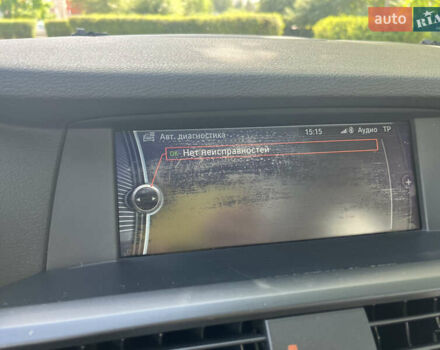 auto RIA
Авт. диагностика 15:15 Аудио TP
OK Нет неисправностей